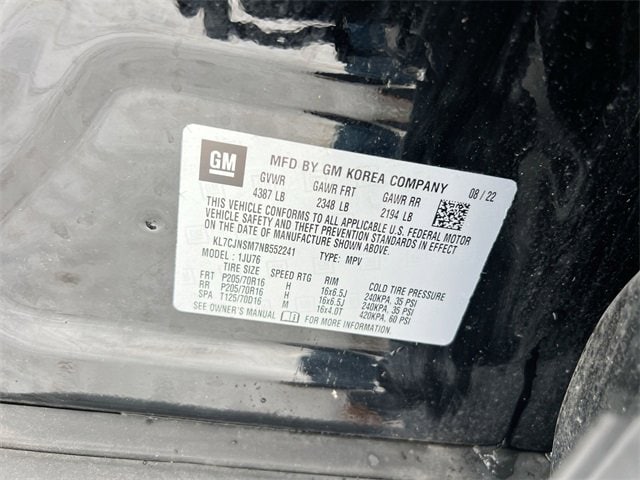 GM MFD BY GM KOREA COMPANY 08 / 22
GVWR GAWR FRT GAWR RR
4387 LB 2348 LB 2194 LB
THIS VEHICLE CONFORMS TO ALL APPLICABLE U.S. FEDERAL MOTOR
VEHICLE SAFETY AND THEFT PREVENTION STANDARDS IN EFFECT ON
THE DATE OF MANUFACTURE SHOWN ABOVE.
KL7CJNSM7NB552241 TYPE: MPV
MODEL : 1JU76
TIRE SIZE SPEED RTG RIM COLD TIRE PRESSURE
FRT P205/70R16 H 16x6.5J 240KPA, 35 PSI
RR P205/70R16 H 16x6.5J 240KPA, 35 PSI
SPA T125/70D16 M 16x4.0T 420KPA, 60 PSI
SEE OWNER'S MANUAL FOR MORE INFORMATION.